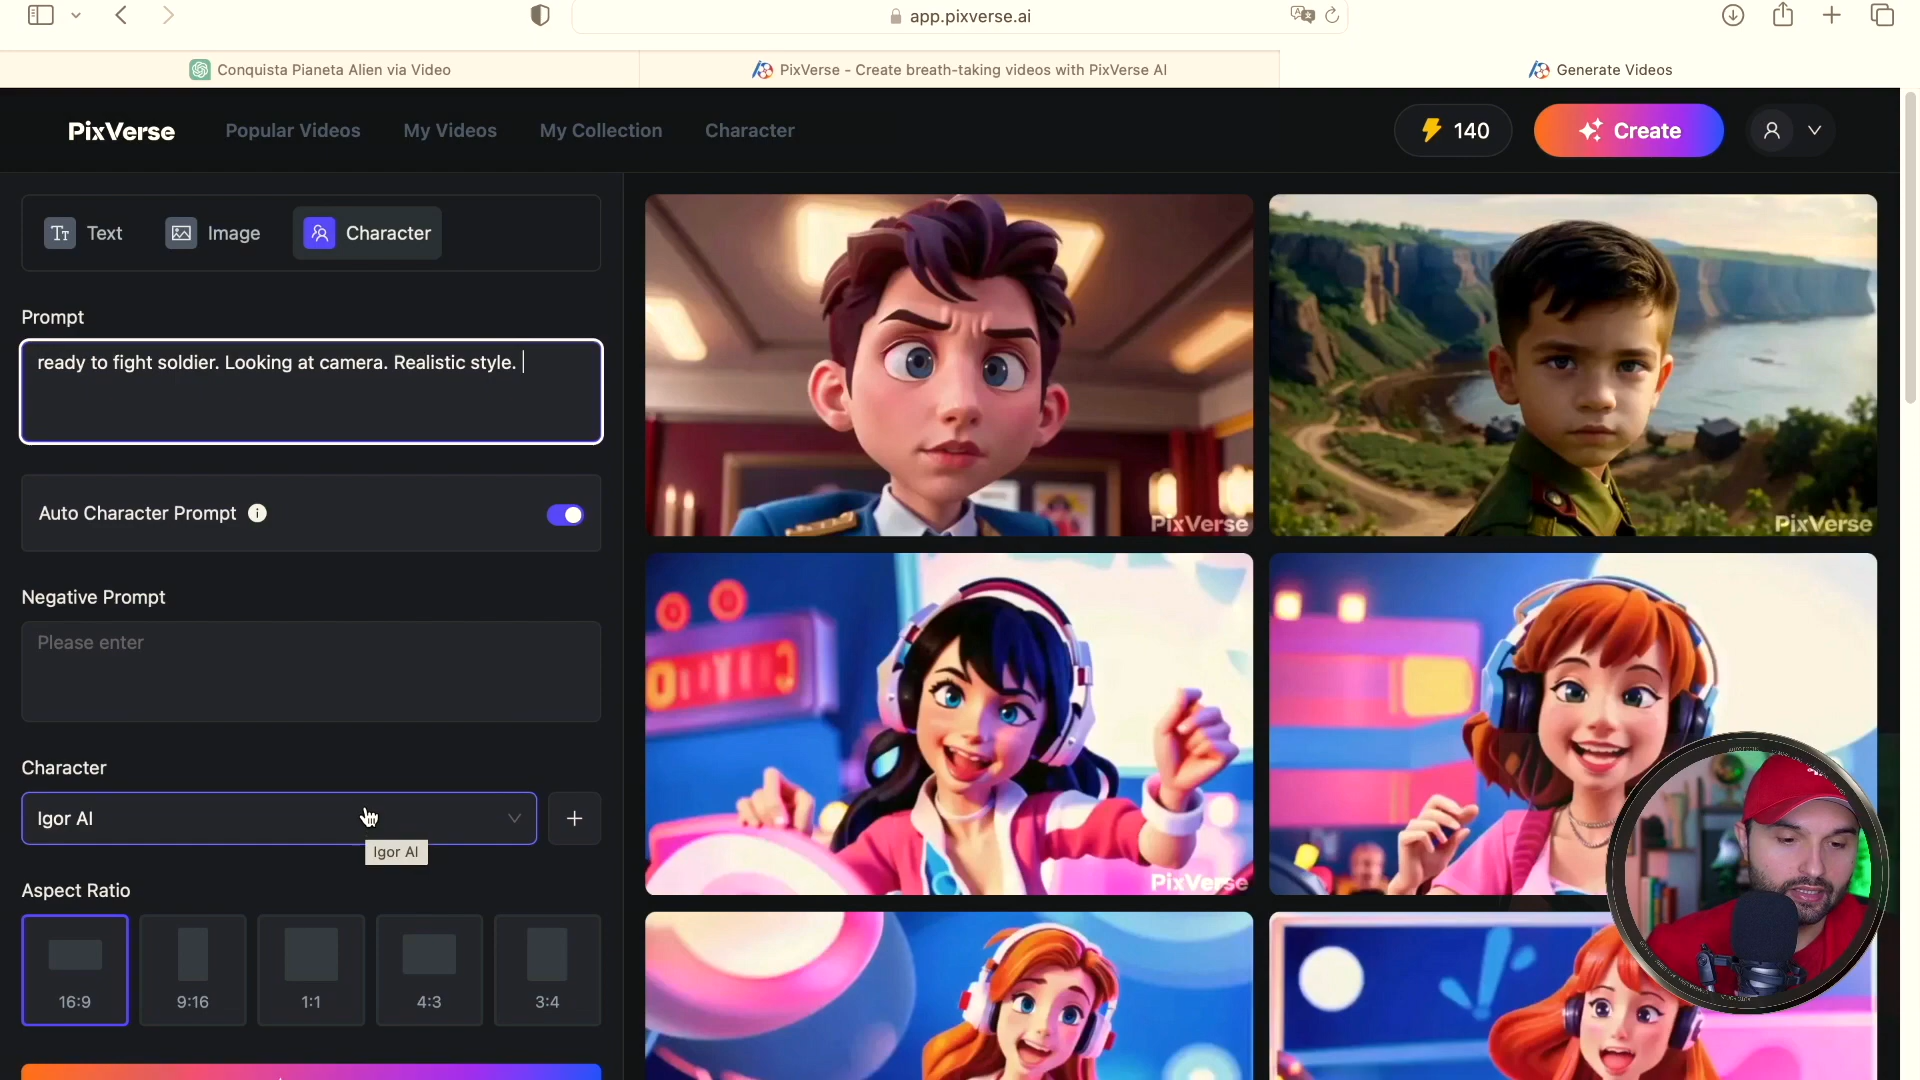 app.pixverse.ai
Conquista Pianeta Alien via Video
PixVerse - Create breath-taking videos with PixVerse AI
Generate Videos
PixVerse
Popular Videos
My Videos
My Collection
Character
140
Create
Text
Image
Character
Prompt
ready to fight soldier. Looking at camera. Realistic style.
Auto Character Prompt
Negative Prompt
Please enter
Character
Igor AI
Igor AI
Aspect Ratio
16:9
9:16
1:1
4:3
3:4
PixVerse
PixVerse
PixVerse